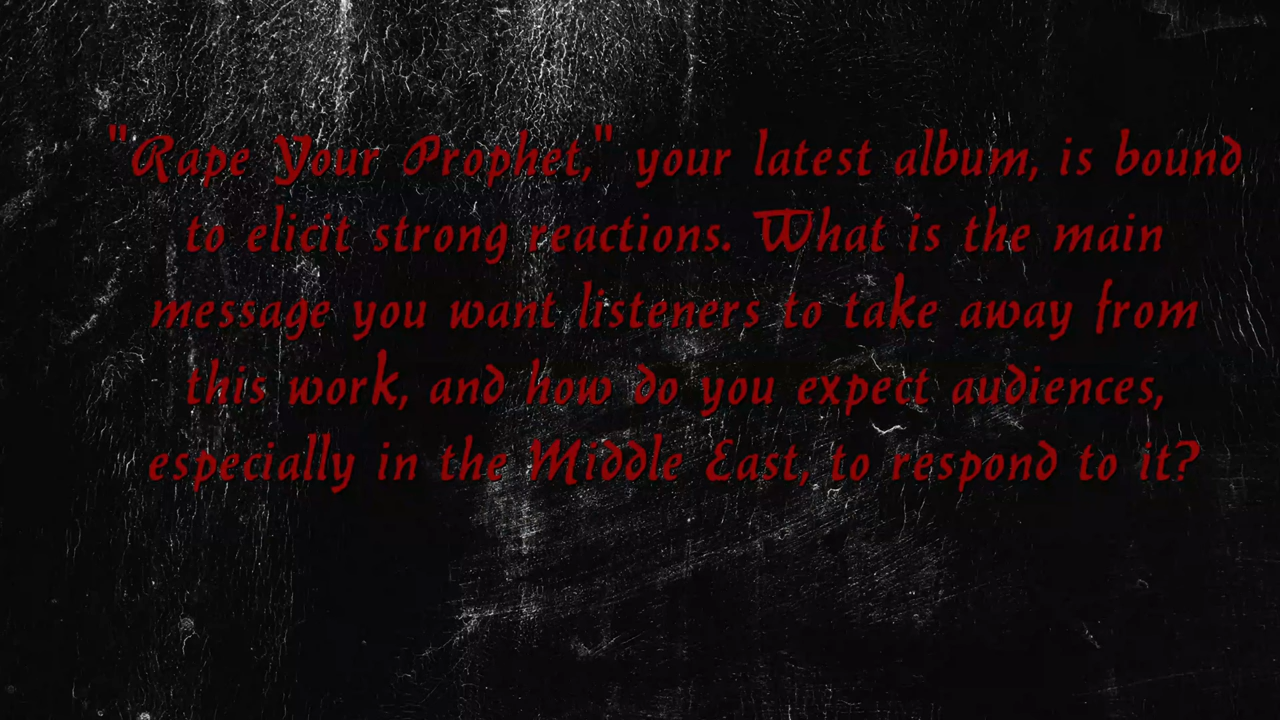 "Rape Your Prophet," your latest album, is bound
to elicit strong reactions. What is the main
message you want listeners to take away from
this work, and how do you expect audiences,
especially in the Middle East, to respond to it?